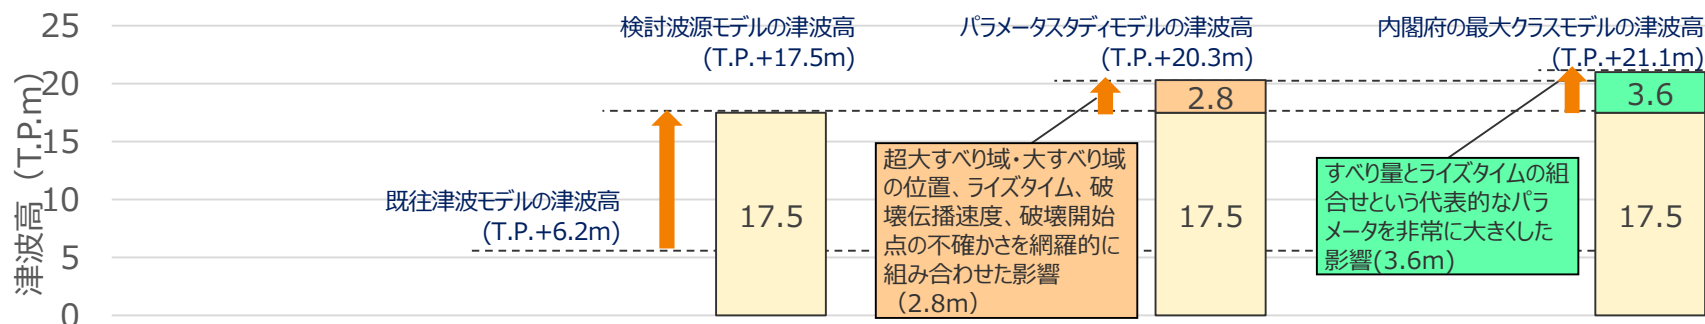 津波高（T.P.m）
25
20
15
10
5
0
既往津波モデルの津波高
(T.P.+6.2m)
検討波源モデルの津波高
(T.P.+17.5m)
17.5
パラメータスタディモデルの津波高
(T.P.+20.3m)
2.8
17.5
超大すべり域・大すべり域
の位置、ライズタイム、破
壊伝播速度、破壊開始
点の不確かさを網羅的に
組み合わせた影響
（2.8m）
内閣府の最大クラスモデルの津波高
(T.P.+21.1m)
3.6
17.5
すべり量とライズタイムの組
合せという代表的なパラ
メータを非常に大きくした
影響(3.6m)